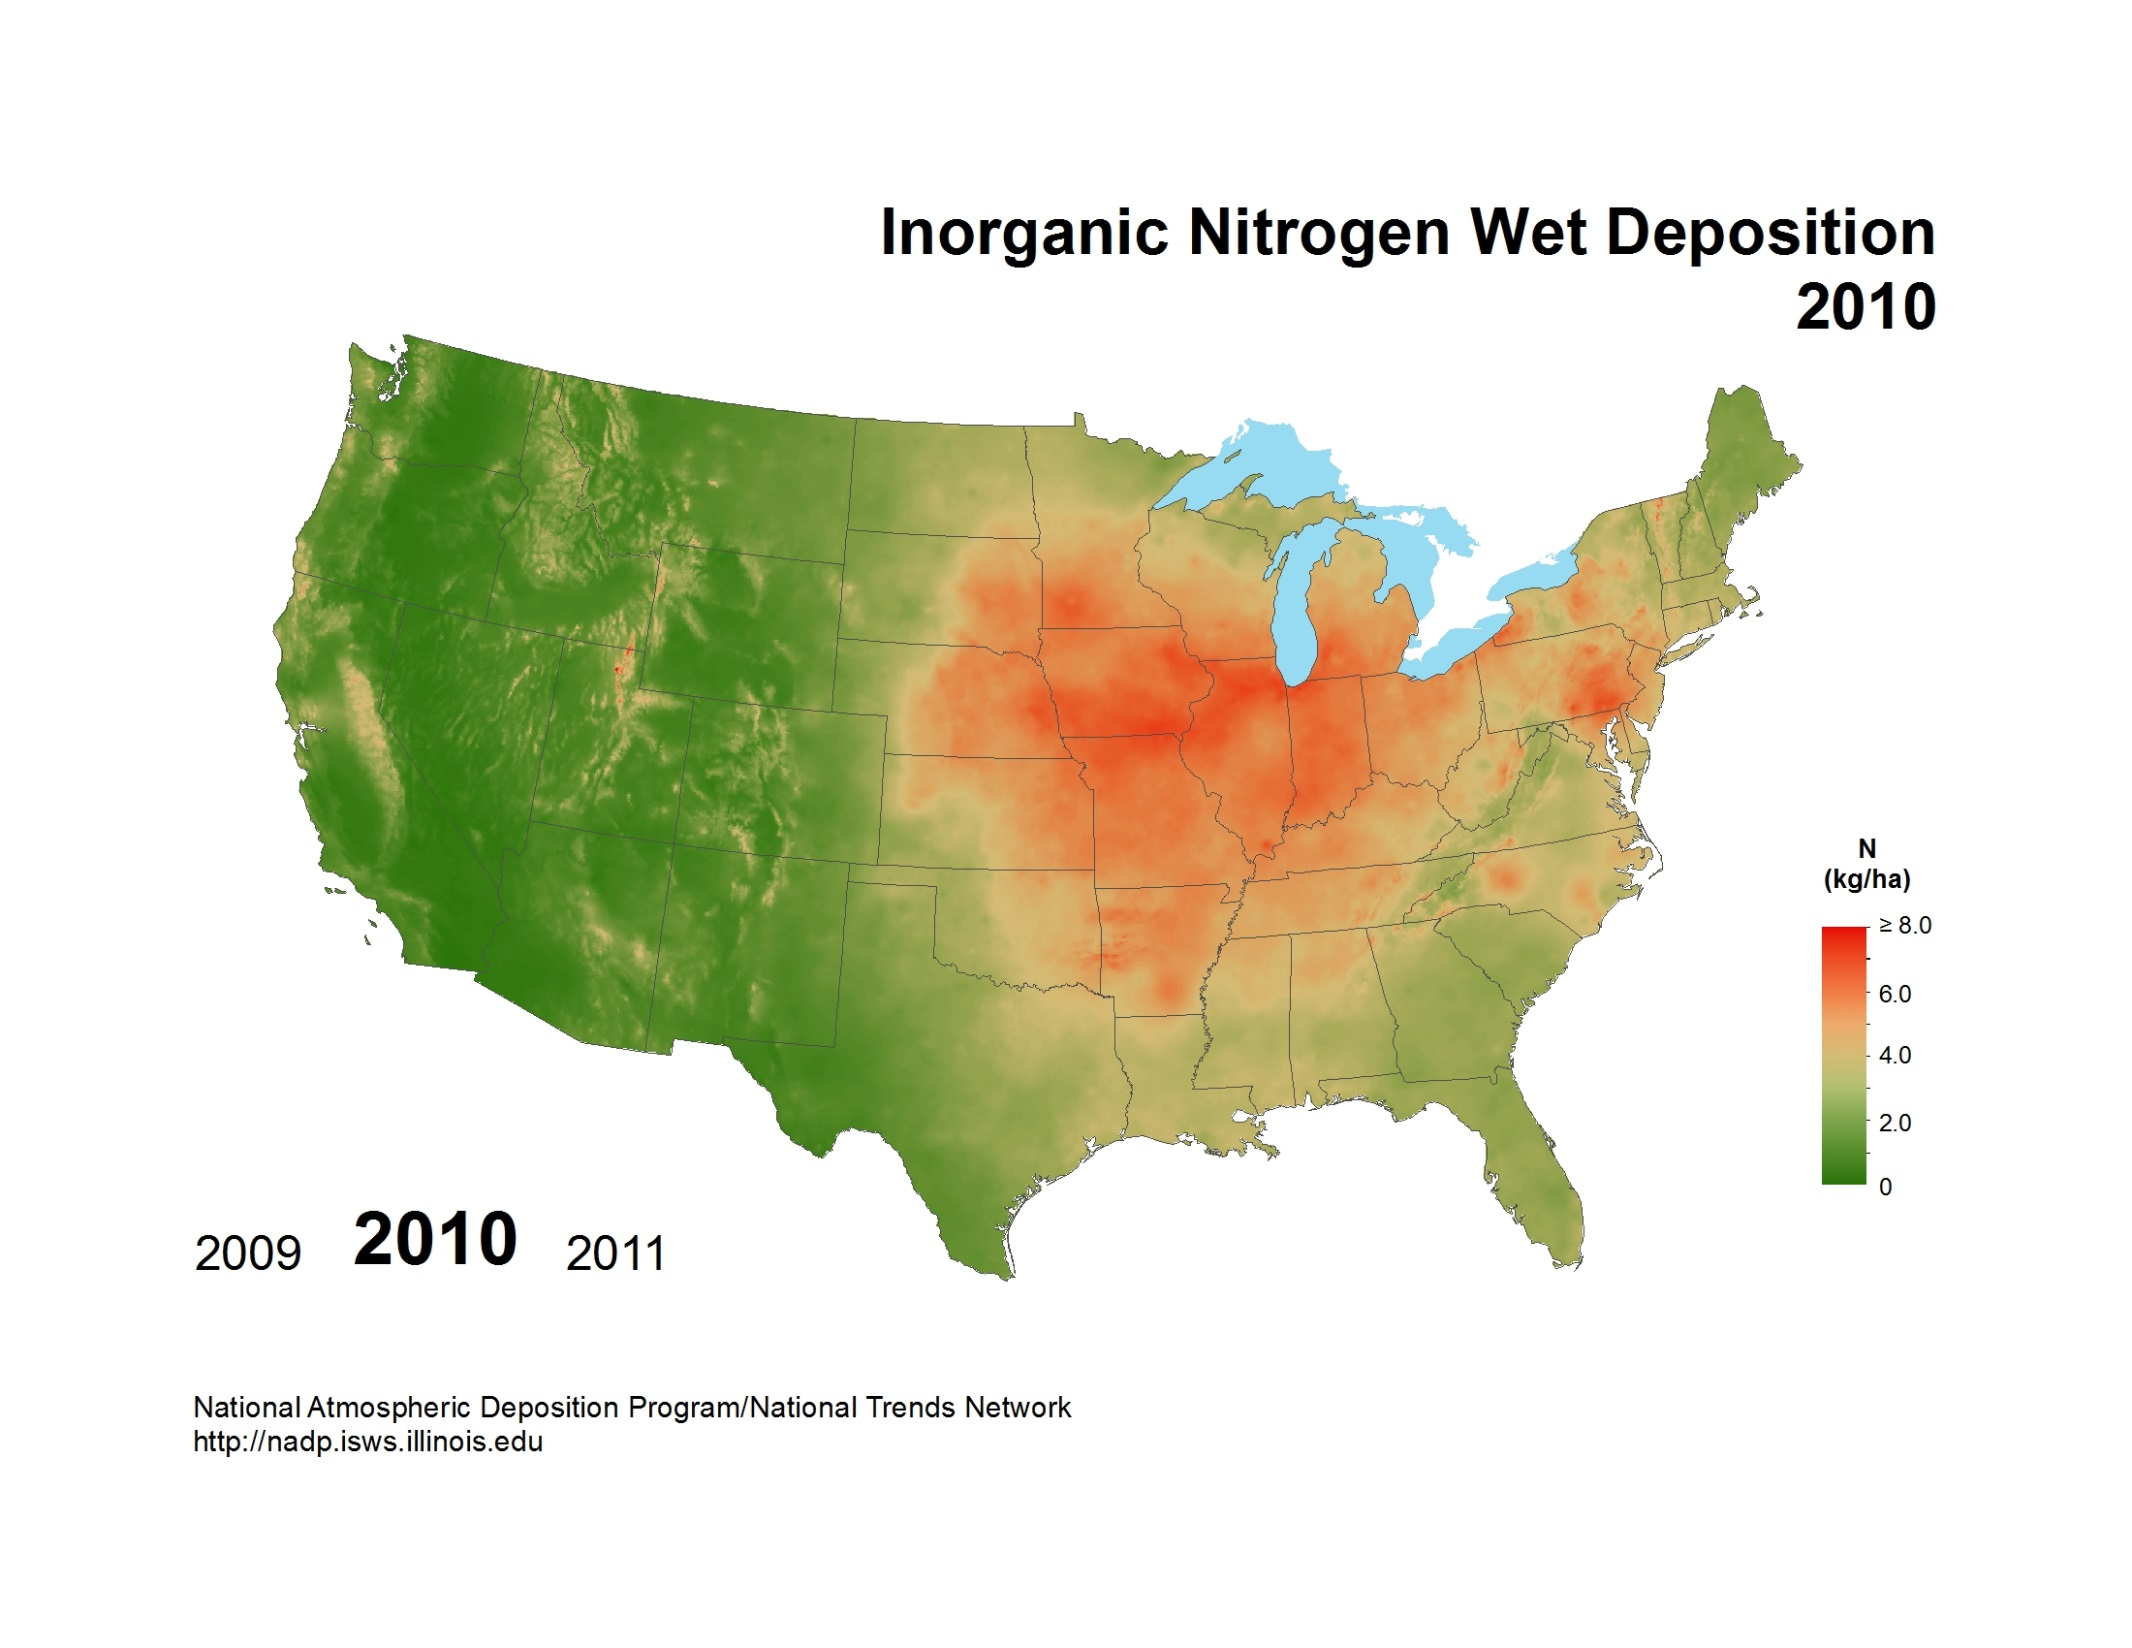 Inorganic Nitrogen Wet Deposition
2010
N
(kg/ha)
≥ 8.0
6.0
4.0
2.0
0
2009 2010 2011
National Atmospheric Deposition Program/National Trends Network
http://nadp.isws.illinois.edu